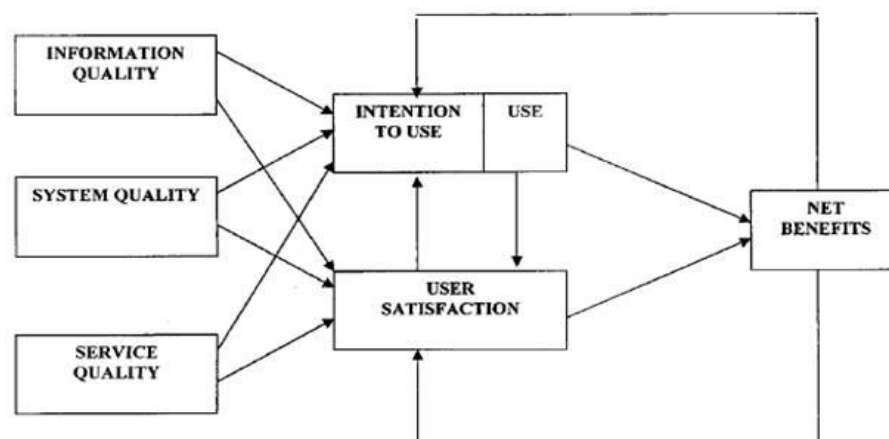 INFORMATION
QUALITY
INTENTION
TO USE
USE
SYSTEM QUALITY
NET
BENEFITS
USER
SATISFACTION
SERVICE
QUALITY